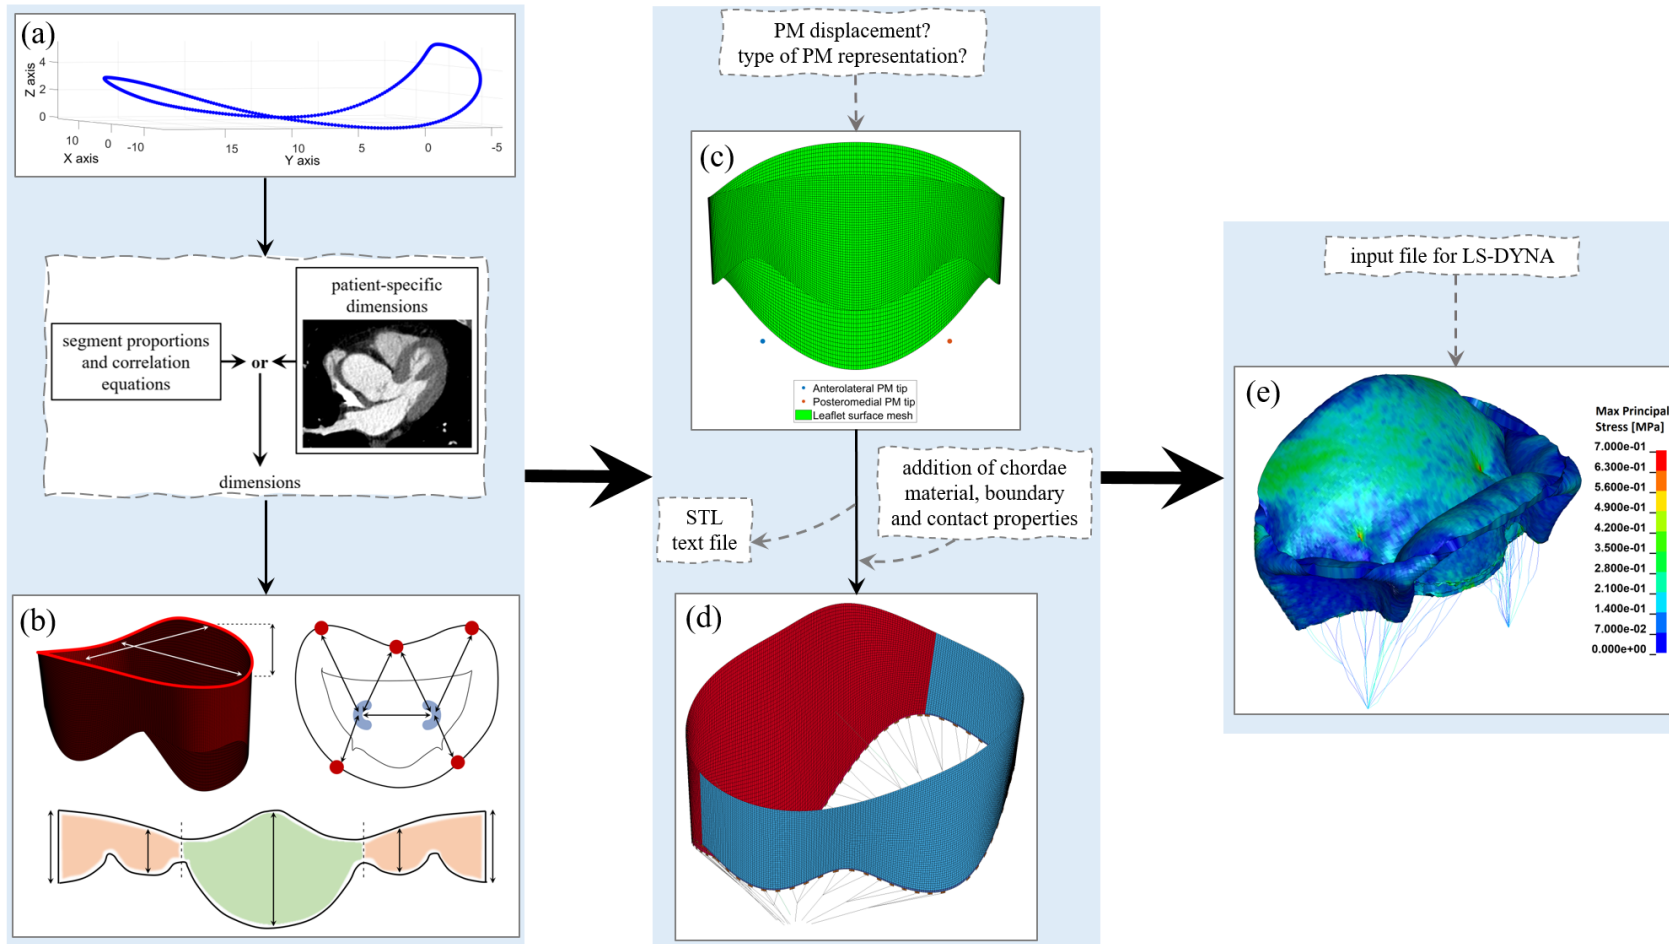 (a)
4
2
0
Z axis
10
0
-10
X axis
15
10
5
0
-5
Y axis
segment proportions
and correlation
equations
or
patient-specific
dimensions
dimensions
(b)
PM displacement?
type of PM representation?
(c)
Anterolateral PM tip
Posteromedial PM tip
Leaflet surface mesh
addition of chordae
material, boundary
and contact properties
STL
text file
(d)
input file for LS-DYNA
(e)
Max Principal
Stress [MPa]
7.000e-01
6.300e-01
5.600e-01
4.900e-01
4.200e-01
3.500e-01
2.800e-01
2.100e-01
1.400e-01
7.000e-02
0.000e+00